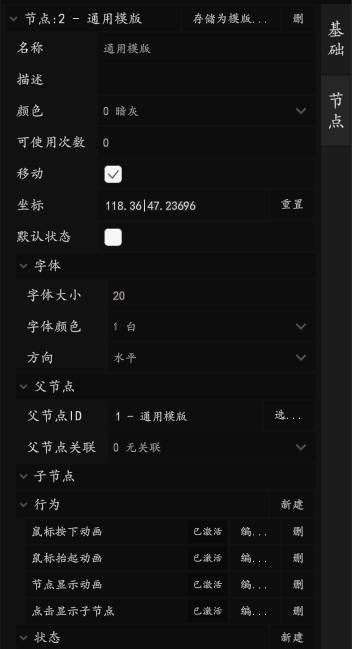 节点:2 - 通用模版 存储为模版... 删
基础
名称 通用模版
描述
节点
颜色 0 暗灰
可使用次数 0
移动
坐标 118.36|47.23696 重置
默认状态
字体
字体大小 20
字体颜色 1 白
方向 水平
父节点
父节点ID 1 - 通用模版 选...
父节点关联 0 无关联
子节点
行为 新建
鼠标按下动画 已激活 编... 删
鼠标抬起动画 已激活 编... 删
节点显示动画 已激活 编... 删
点击显示子节点 已激活 编... 删
状态 新建